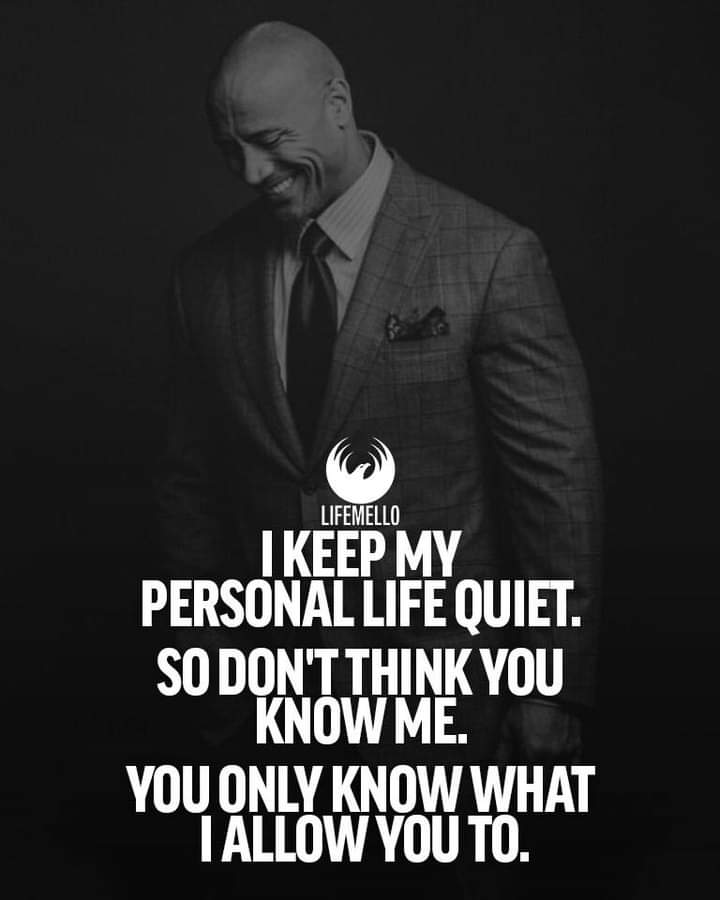 LIFEMELLO
I KEEP MY
PERSONAL LIFE QUIET.
SO DON'T THINK YOU
KNOW ME.
YOU ONLY KNOW WHAT
I ALLOW YOU TO.